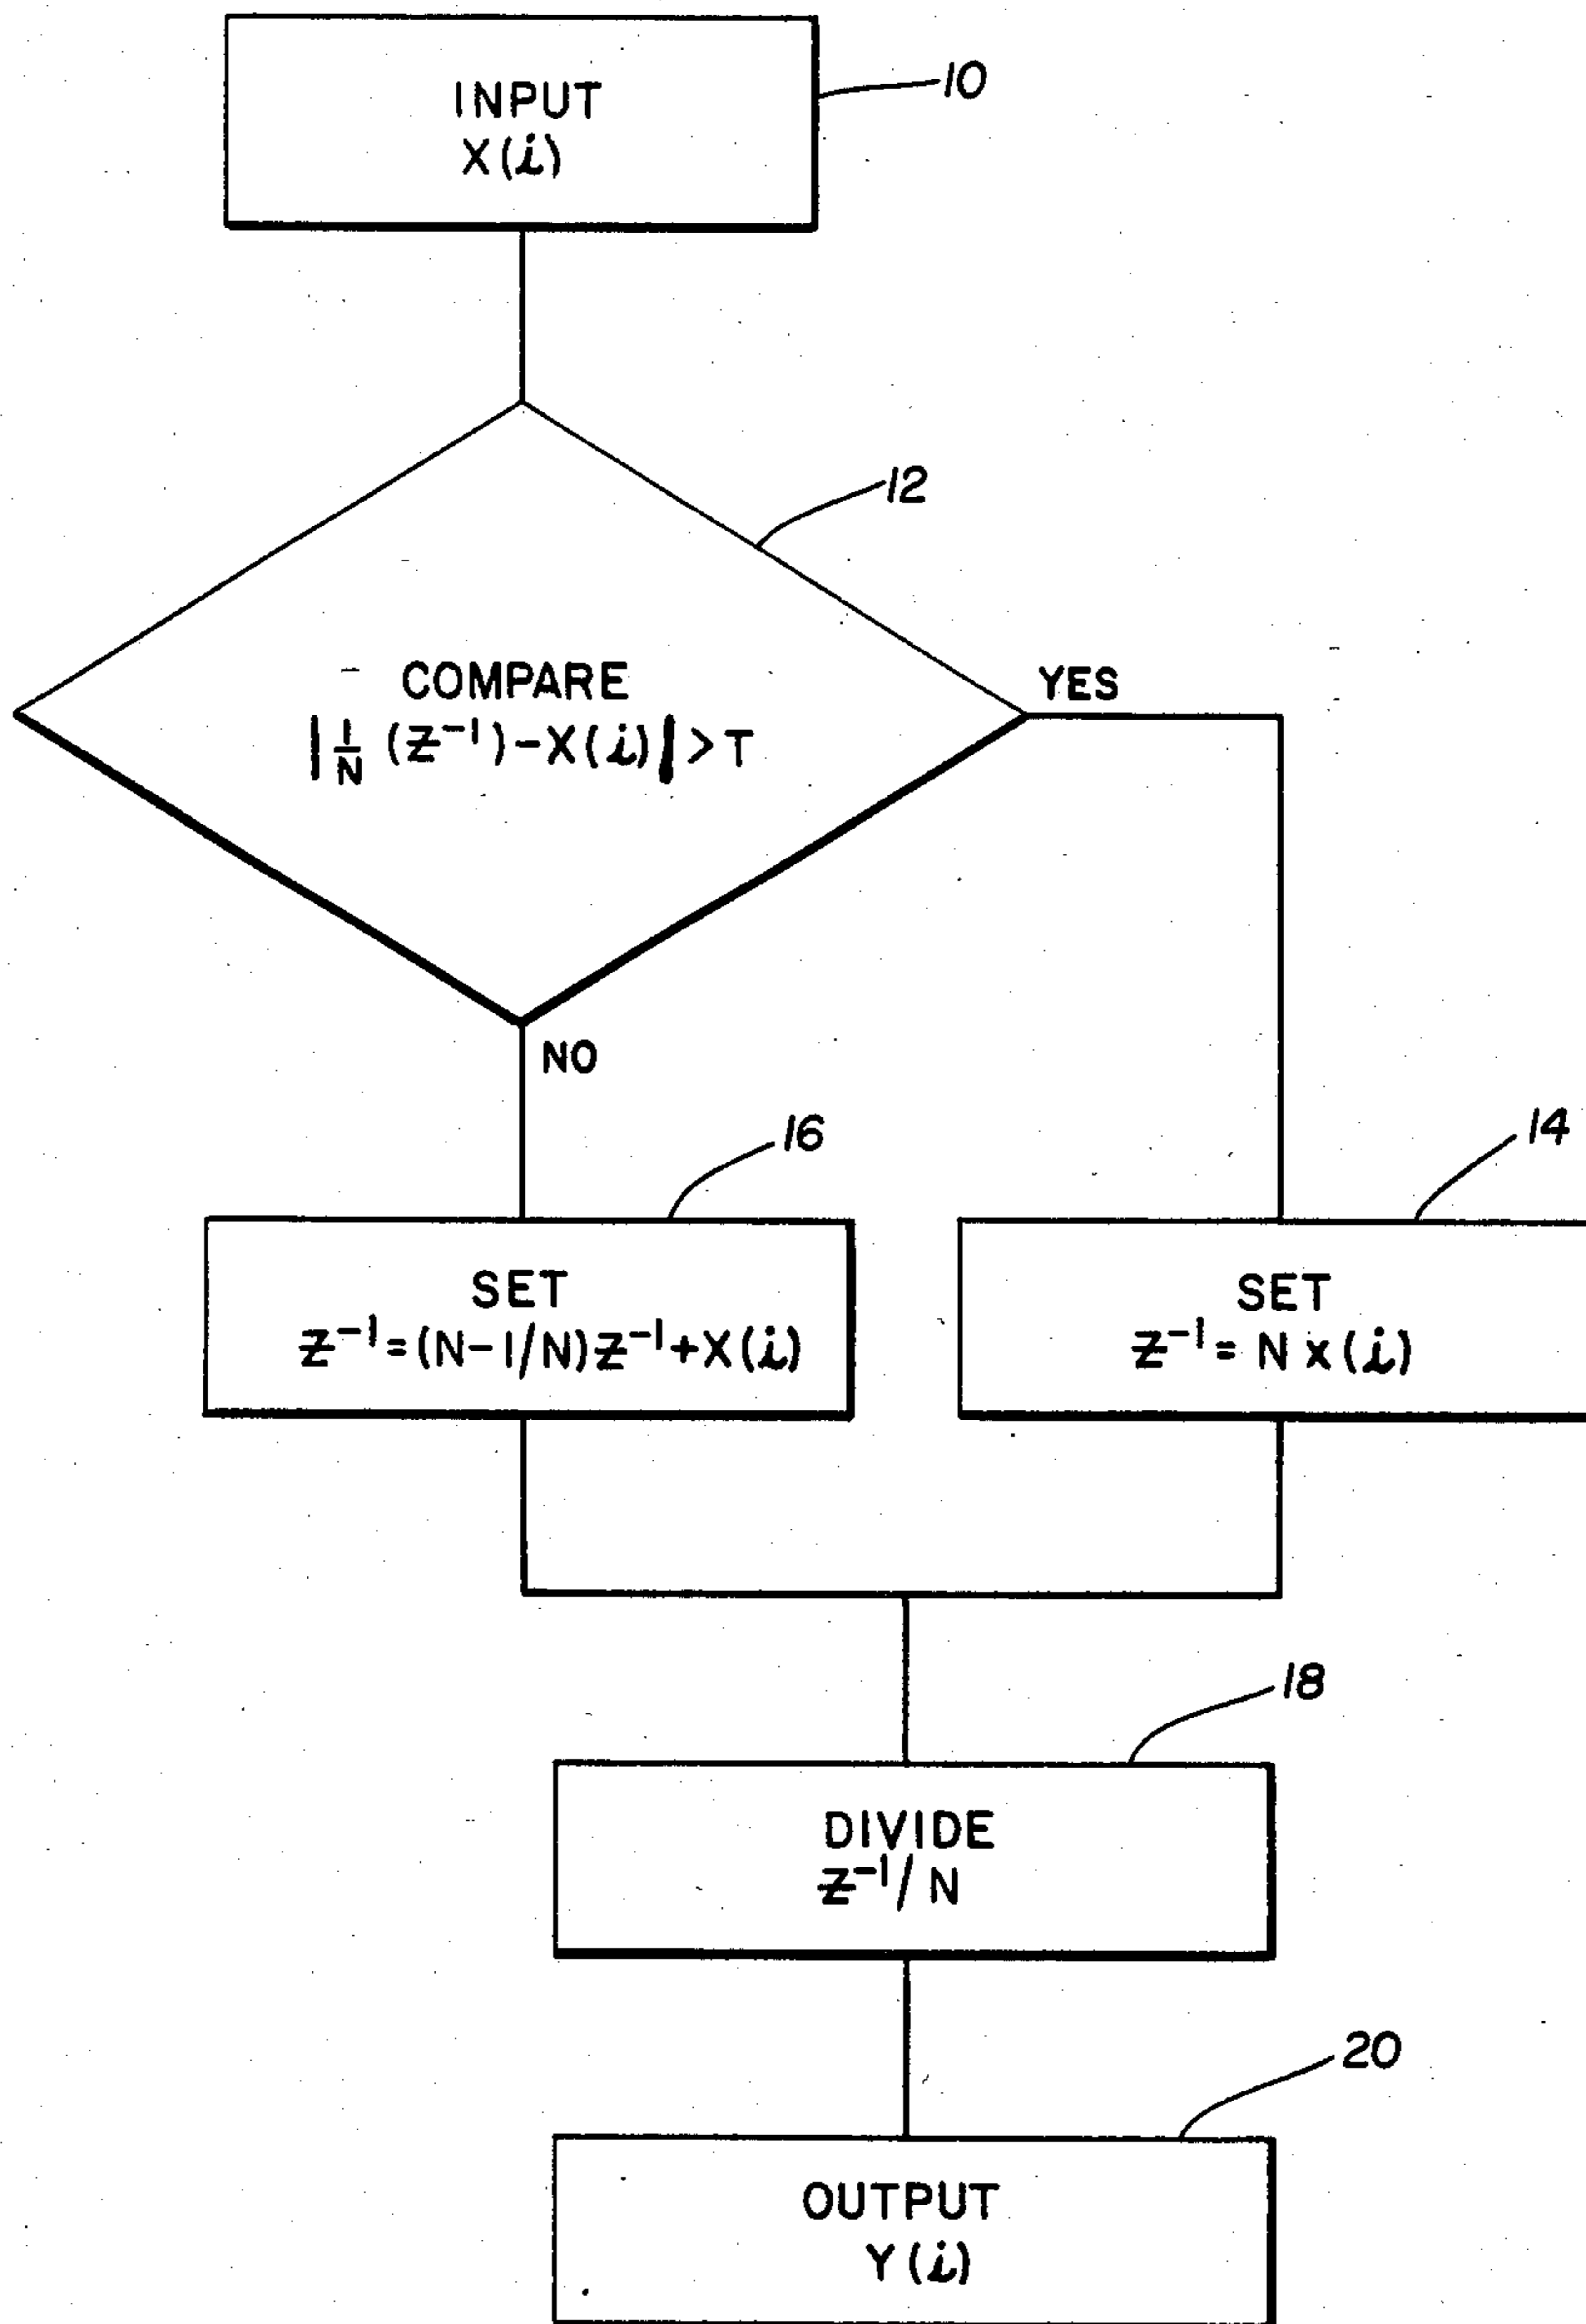 INPUT
X(i)
10
12
COMPARE
|1/N (Z⁻¹)-X(i)|>T
YES
NO
16
14
SET
Z⁻¹=(N-1/N)Z⁻¹+X(i)
SET
Z⁻¹= N X(i)
18
DIVIDE
Z⁻¹/N
20
OUTPUT
Y(i)